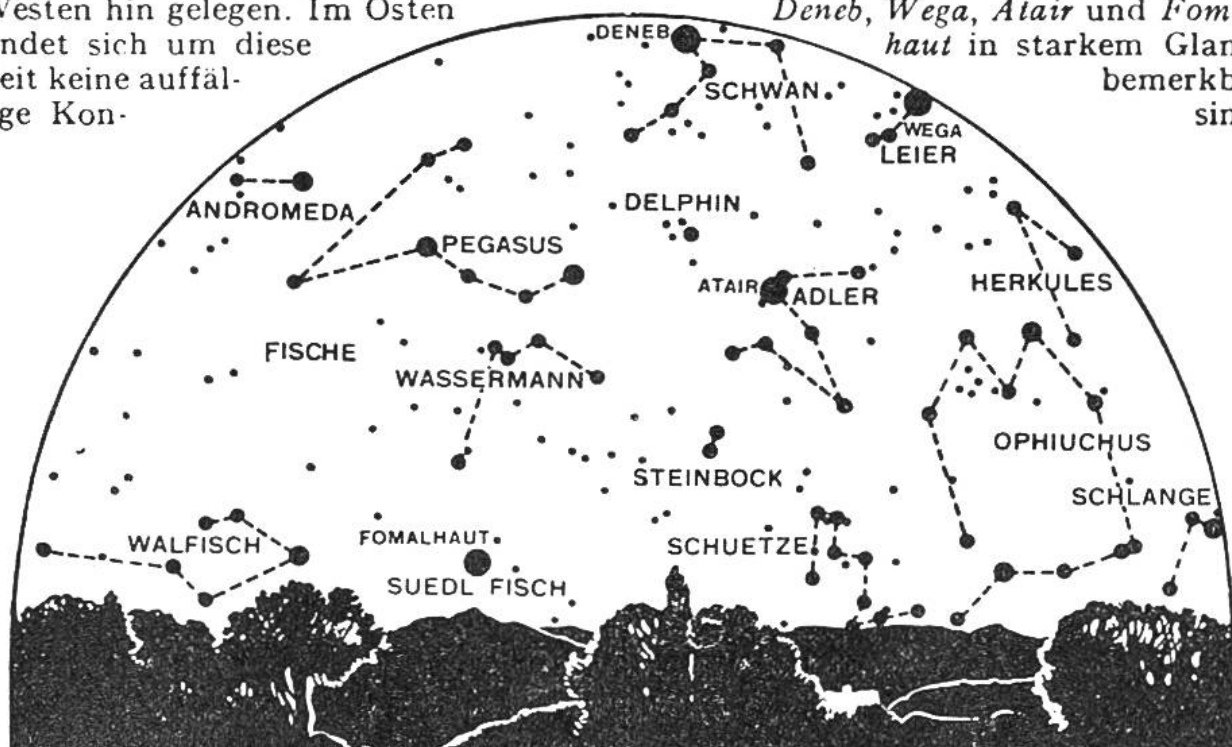 Westen hin gelegen. Im Osten
ndet sich um diese
eit keine auffäl-
ge Kon-
Deneb, Wega, Atair und Fom
haut in starkem Glan
bemerkb
sin
DENEB
SCHWAN
WEGA
LEIER
ANDROMEDA
DELPHIN
PEGASUS
ATAIR
ADLER
HERKULES
FISCHE
WASSERMANN
OPHIUCHUS
STEINBOCK
SCHLANGE
FOMALHAUT
WALFISCH
SCHUETZE
SUEDL FISCH